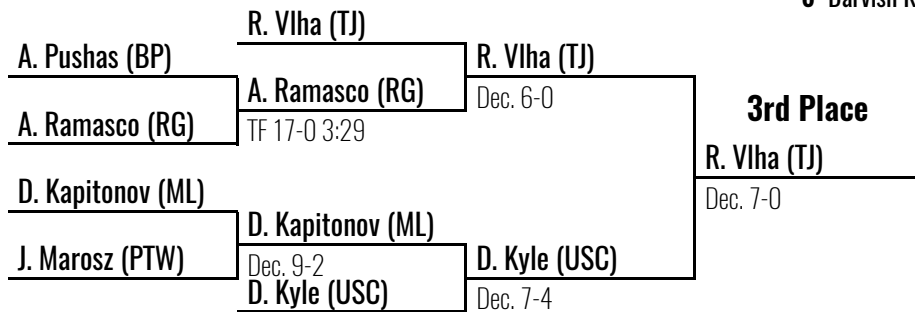 R. Vlha (TJ)
A. Pushas (BP)
R. Vlha (TJ)
A. Ramasco (RG)
Dec. 6-0
3rd Place
A. Ramasco (RG)
TF 17-0 3:29
R. Vlha (TJ)
D. Kapitonov (ML)
Dec. 7-0
D. Kapitonov (ML)
J. Marosz (PTW)
D. Kyle (USC)
Dec. 9-2
D. Kyle (USC)
Dec. 7-4